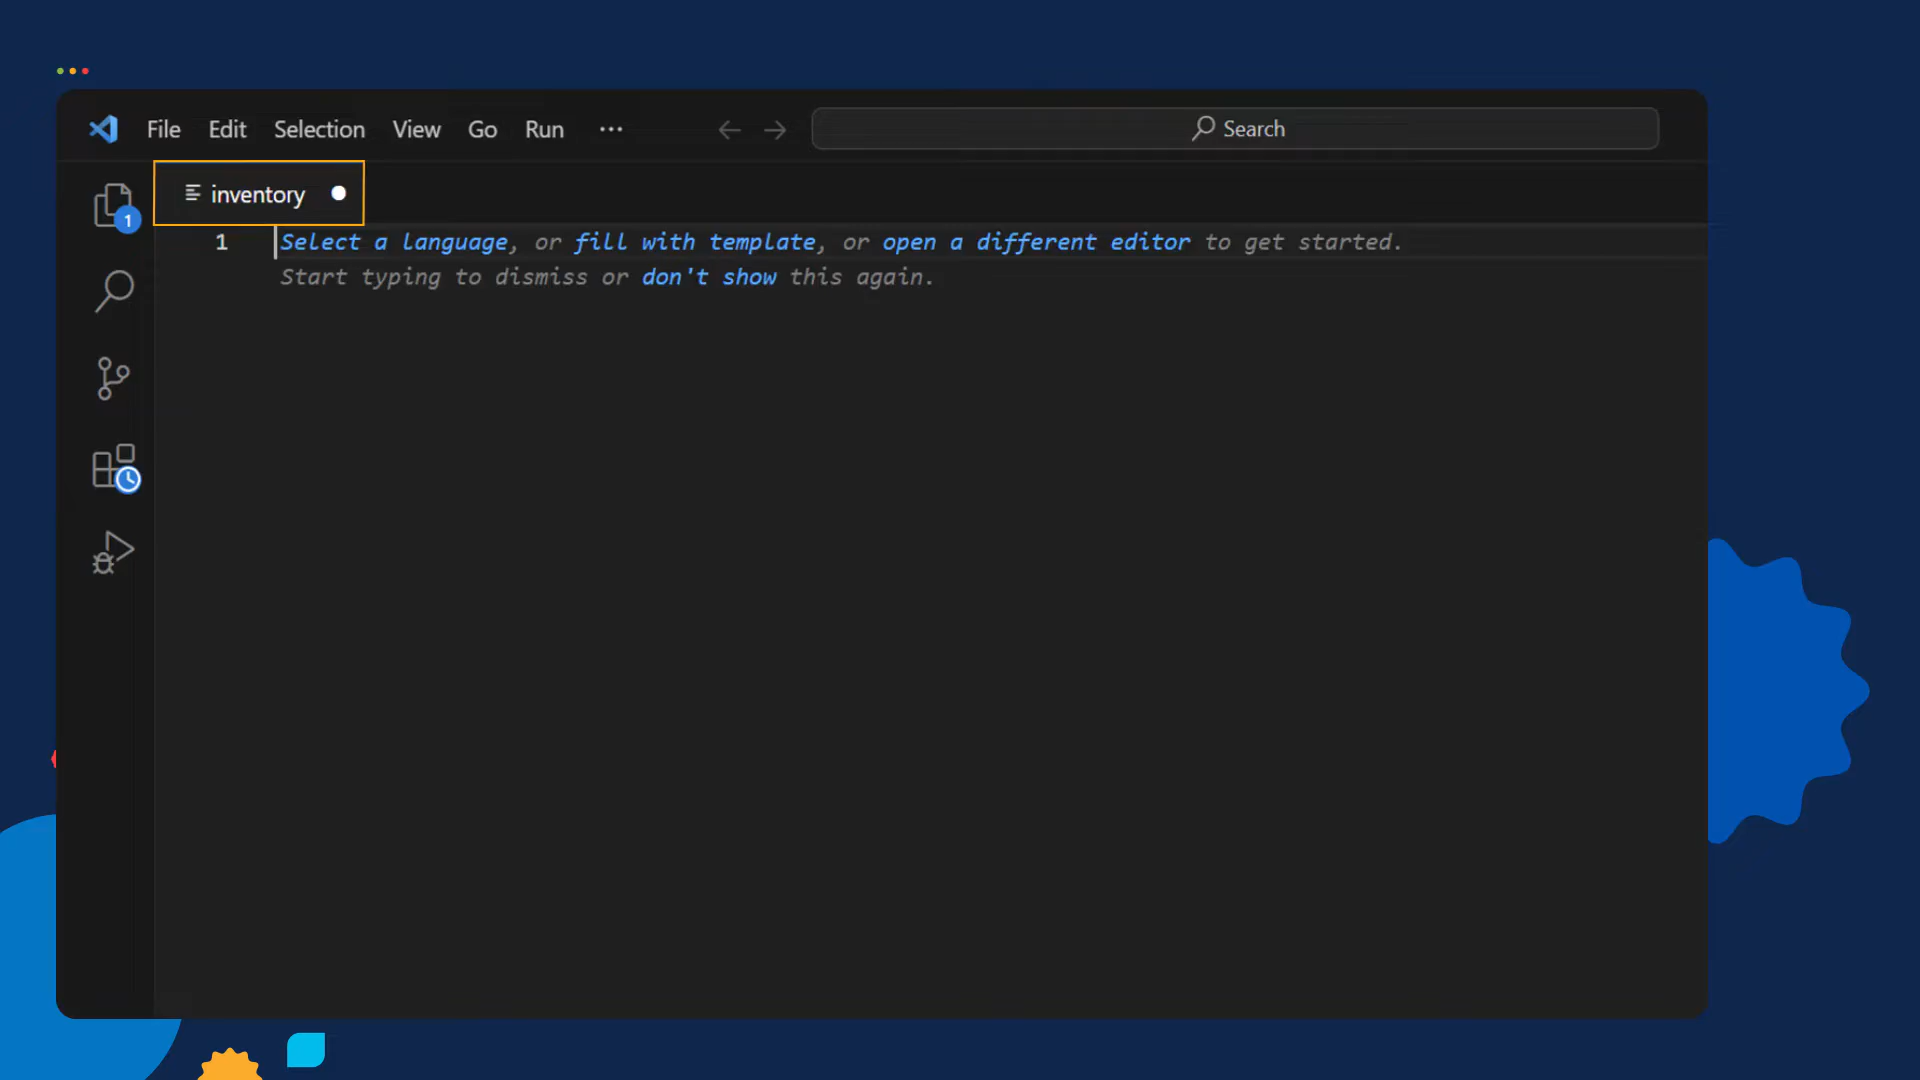 File Edit Selection View Go Run ... Search
inventory
1
1 Select a language, or fill with template, or open a different editor to get started.
Start typing to dismiss or don't show this again.